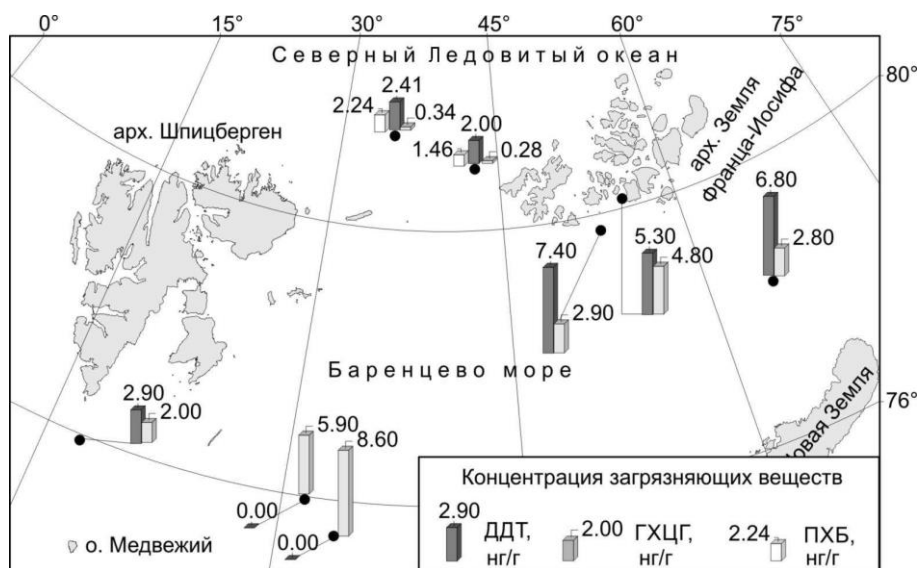 0° 15° 30° 45° 60° 75°
Северный Ледовитый океан
80°
2.24 2.41 0.34
2.00
1.46 0.28
арх. Шпицберген
арх. Земля
Франца-Иосифа
6.80
2.80
5.30
4.80
7.40
2.90
Баренцево море
76°
2.90
2.00
5.90
8.60
0.00
0.00
о. Медвежий
Новая Земля
Концентрация загрязняющих веществ
2.90 ДДТ, нг/г
2.00 ГХЦГ, нг/г
2.24 ПХБ, нг/г